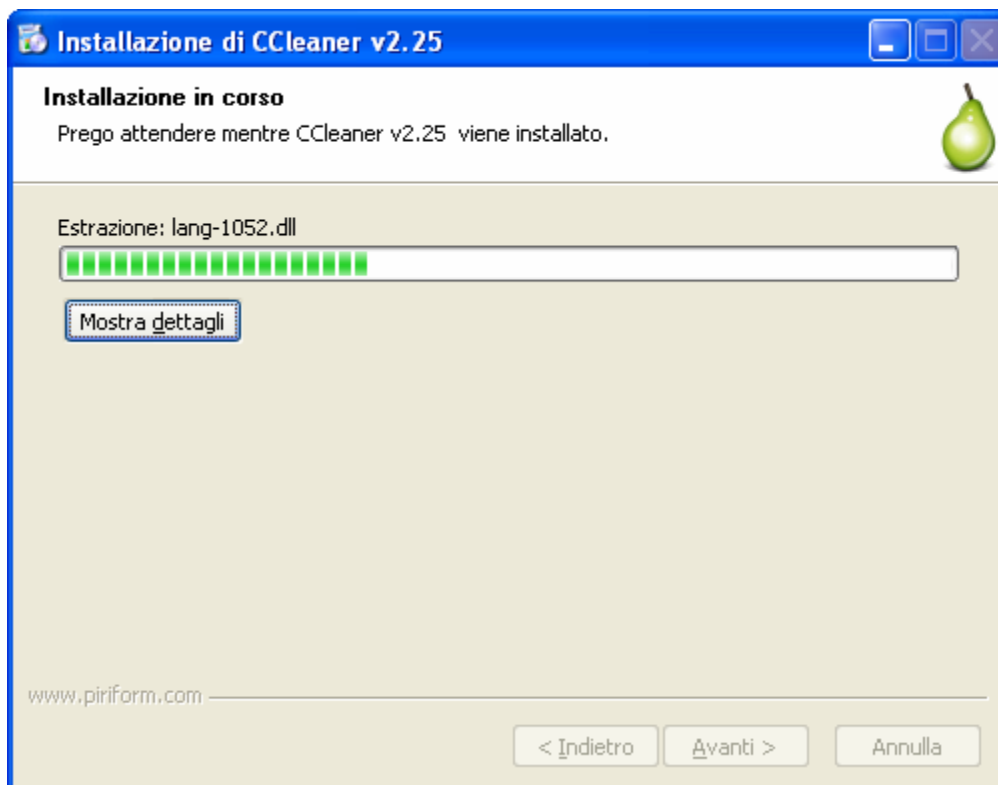 Installazione di CCleaner v2.25
Installazione in corso
Prego attendere mentre CCleaner v2.25 viene installato.
Estrazione: lang-1052.dll
Mostra dettagli
www.piriform.com
< Indietro Avanti > Annulla